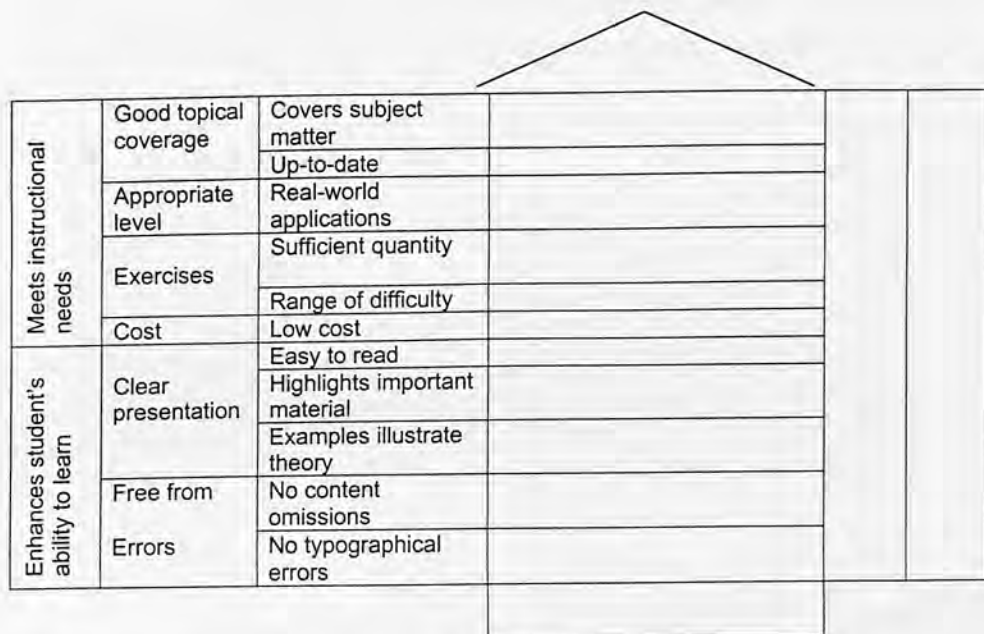 Meets instructional
needs
Good topical
coverage
Covers subject
matter
Up-to-date
Appropriate
level
Real-world
applications
Exercises
Sufficient quantity
Range of difficulty
Cost
Low cost
Enhances student's
ability to learn
Clear
presentation
Easy to read
Highlights important
material
Examples illustrate
theory
Free from
Errors
No content
omissions
No typographical
errors